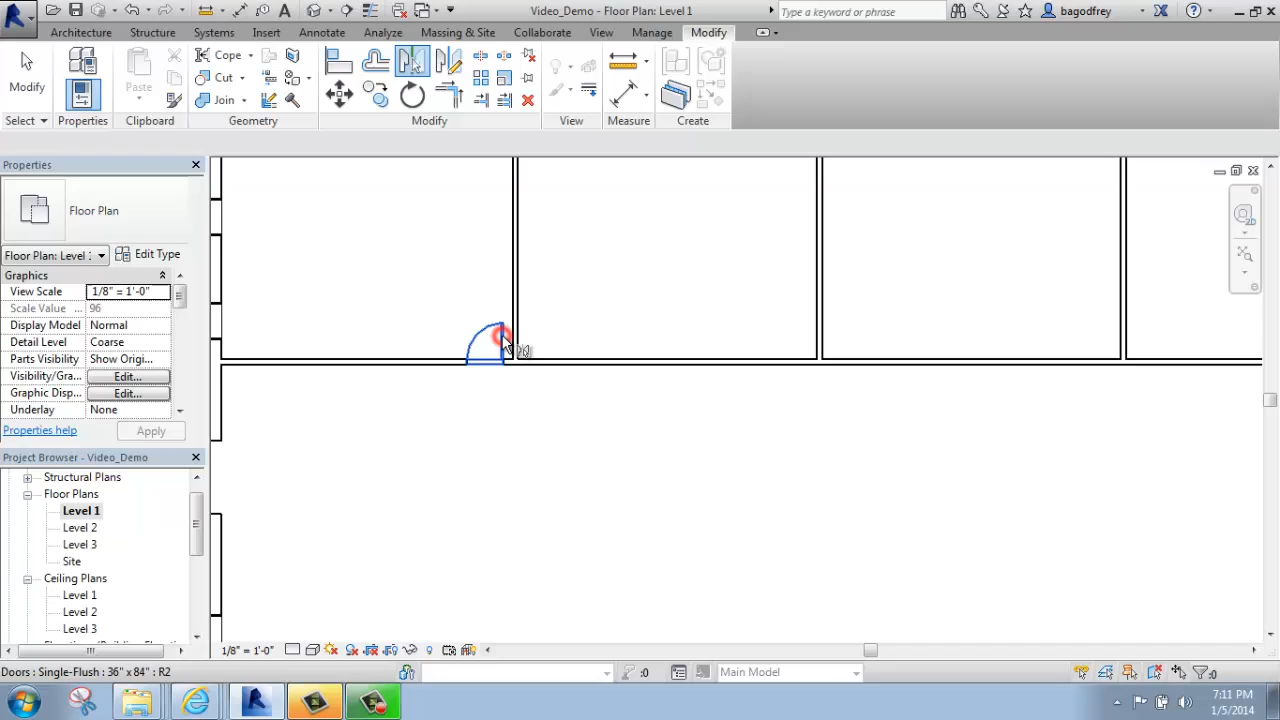 Video_Demo - Floor Plan: Level 1
Type a keyword or phrase
bagodfrey
Architecture Structure Systems Insert Annotate Analyze Massing & Site Collaborate View Manage Modify
Modify
Paste
Cope
Cut
Join
Select Properties Clipboard Geometry Modify View Measure Create
Properties
Floor Plan
Floor Plan: Level
Edit Type
Graphics
View Scale 1/8" = 1'-0"
Scale Value ... 96
Display Model Normal
Detail Level Coarse
Parts Visibility Show Original
Visibility/Gra... Edit...
Graphic Disp... Edit...
Underlay None
Properties help
Apply
Project Browser - Video_Demo
Structural Plans
Floor Plans
Level 1
Level 2
Level 3
Site
Ceiling Plans
Level 1
Level 2
Level 3
1/8" = 1'-0"
Doors : Single-Flush : 36" x 84" : R2
:0
Main Model
:0
2D
7:11 PM
1/5/2014